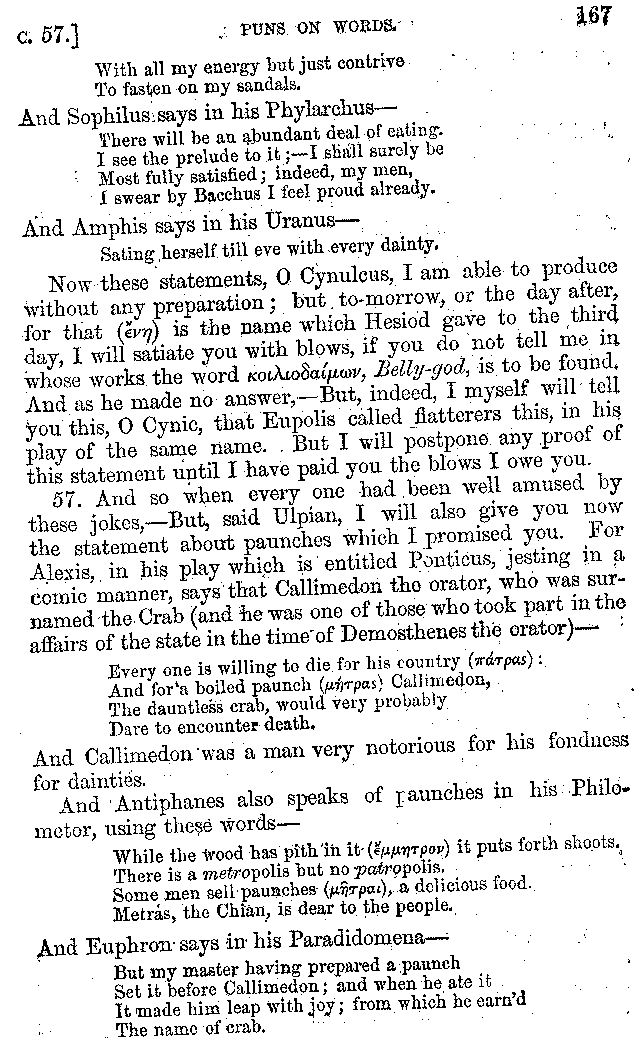 C. 57.] PUNS ON WORDS. 167
With all my energy but just contrive
To fasten on my sandals.
And Sophilus says in his Phylarchus—
There will be an abundant deal of eating.
I see the prelude to it;—I shall surely be
Most fully satisfied; indeed, my men,
I swear by Bacchus I feel proud already.
And Amphis says in his Uranus—
Sating herself till eve with every dainty.
Now these statements, O Cynulcus, I am able to produce
without any preparation; but to-morrow, or the day after,
for that (ἔνη) is the name which Hesiod gave to the third
day, I will satiate you with blows, if you do not tell me in
whose works the word κοιλιοδαίμων, Belly-god, is to be found.
And as he made no answer,—But, indeed, I myself will tell
you this, O Cynic, that Eupolis called flatterers this, in his
play of the same name. But I will postpone any proof of
this statement until I have paid you the blows I owe you.
57. And so when every one had been well amused by
these jokes,—But, said Ulpian, I will also give you now
the statement about paunches which I promised you. For
Alexis, in his play which is entitled Ponticus, jesting in a
comic manner, says that Callimedon the orator, who was sur-
named the Crab (and he was one of those who took part in the
affairs of the state in the time of Demosthenes the orator)—
Every one is willing to die for his country (πάτρας):
And for a boiled paunch (μήτρας) Callimedon,
The dauntless crab, would very probably
Dare to encounter death.
And Callimedon was a man very notorious for his fondness
for dainties.
And Antiphanes also speaks of paunches in his Philo-
metor, using these words—
While the wood has pith in it (ἔμμητρον) it puts forth shoots.
There is a metropolis but no patropolis.
Some men sell paunches (μῆτραι), a delicious food.
Metras, the Chian, is dear to the people.
And Euphron says in his Paradidomena—
But my master having prepared a paunch
Set it before Callimedon; and when he ate it
It made him leap with joy; from which he earn'd
The name of crab.